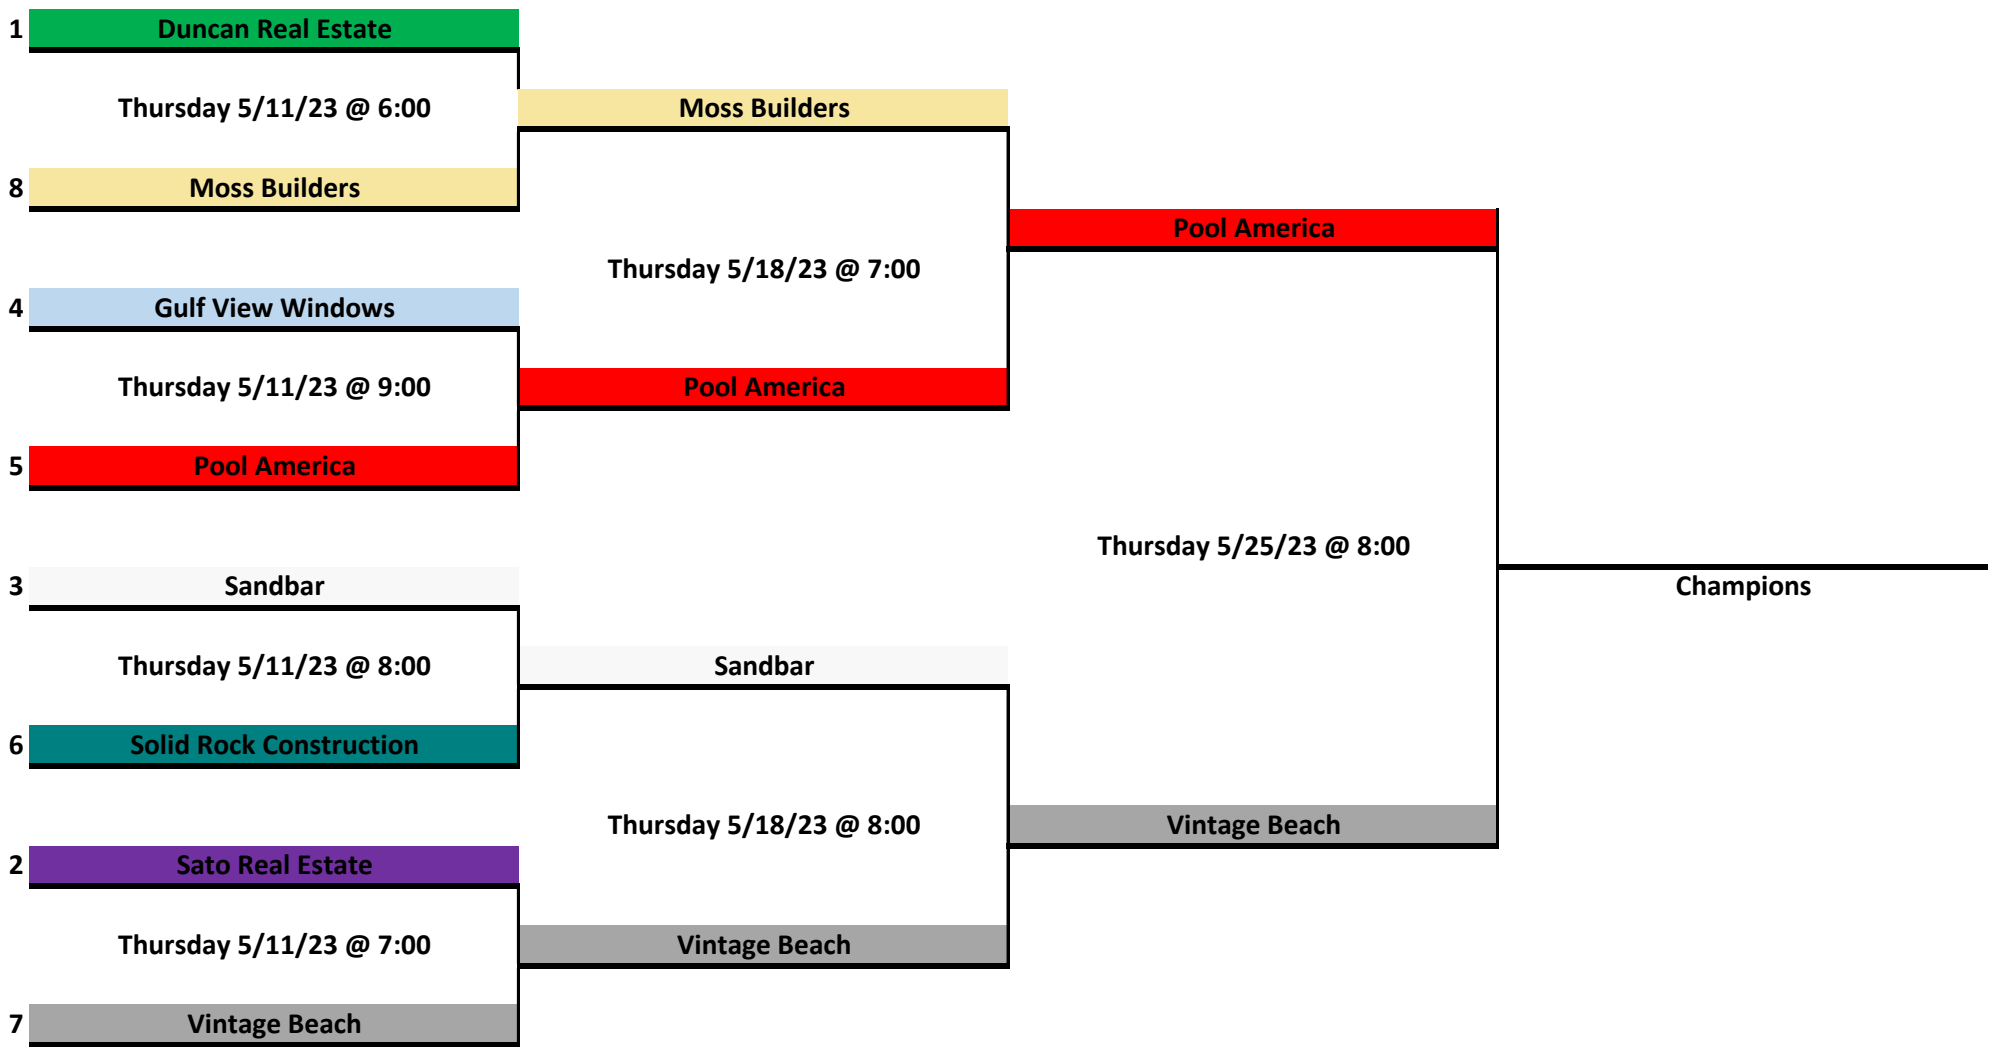 1 Duncan Real Estate
Thursday 5/11/23 @ 6:00
Moss Builders
8 Moss Builders
Pool America
Thursday 5/18/23 @ 7:00
4 Gulf View Windows
Thursday 5/11/23 @ 9:00
Pool America
5 Pool America
Thursday 5/25/23 @ 8:00
3 Sandbar
Champions
Thursday 5/11/23 @ 8:00
Sandbar
6 Solid Rock Construction
Thursday 5/18/23 @ 8:00
Vintage Beach
2 Sato Real Estate
Thursday 5/11/23 @ 7:00
Vintage Beach
7 Vintage Beach